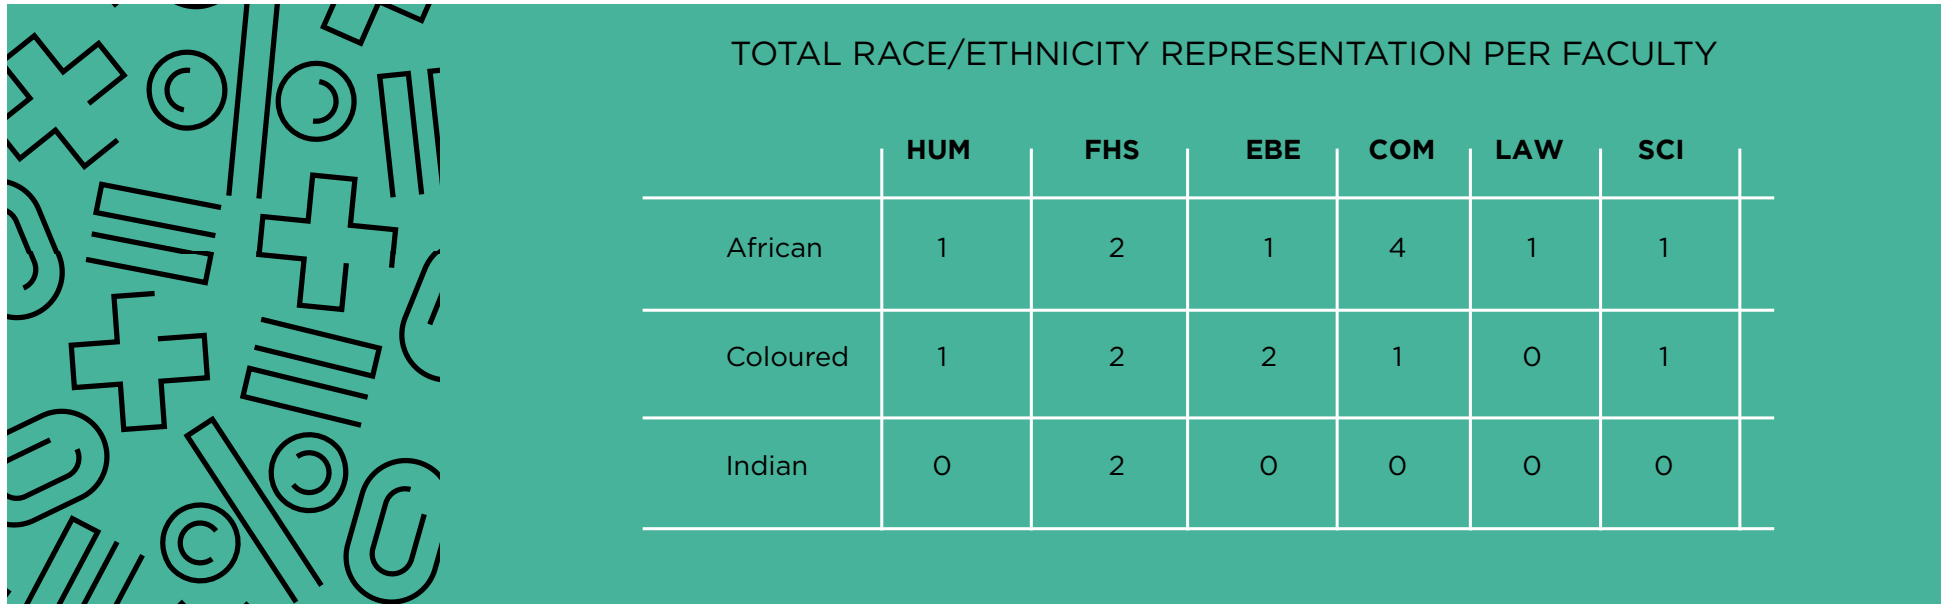 TOTAL RACE/ETHNICITY REPRESENTATION PER FACULTY
HUM FHS EBE COM LAW SCI
African 1 2 1 4 1 1
Coloured 1 2 2 1 0 1
Indian 0 2 0 0 0 0